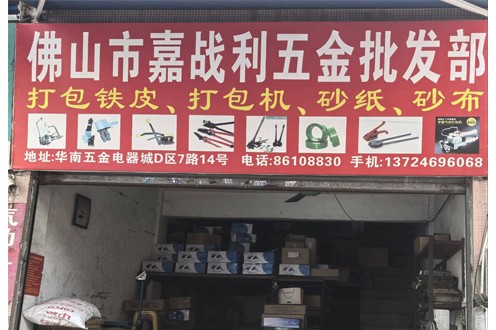 佛山市嘉战利五金批发部
打包铁皮、打包机、砂纸、砂布
地址:华南五金电器城D区7路14号 电话:86108830 手机:13724696068